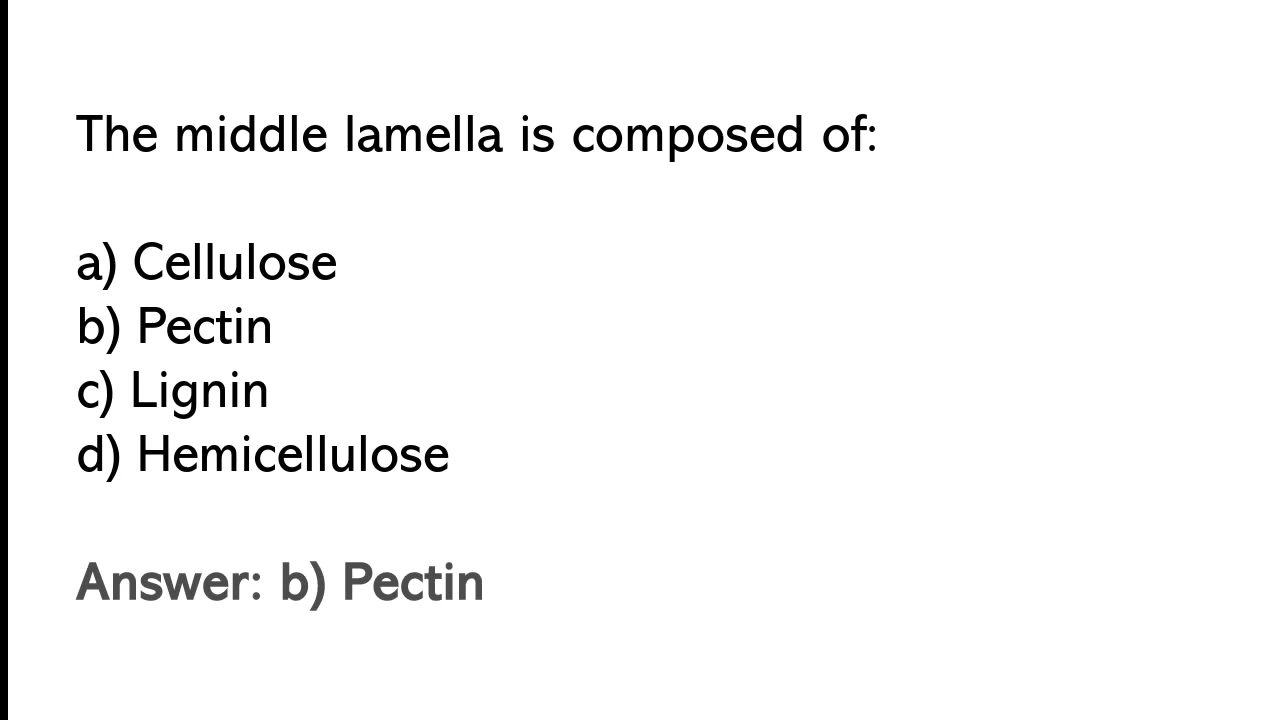 The middle lamella is composed of:
a) Cellulose
b) Pectin
c) Lignin
d) Hemicellulose
Answer: b) Pectin